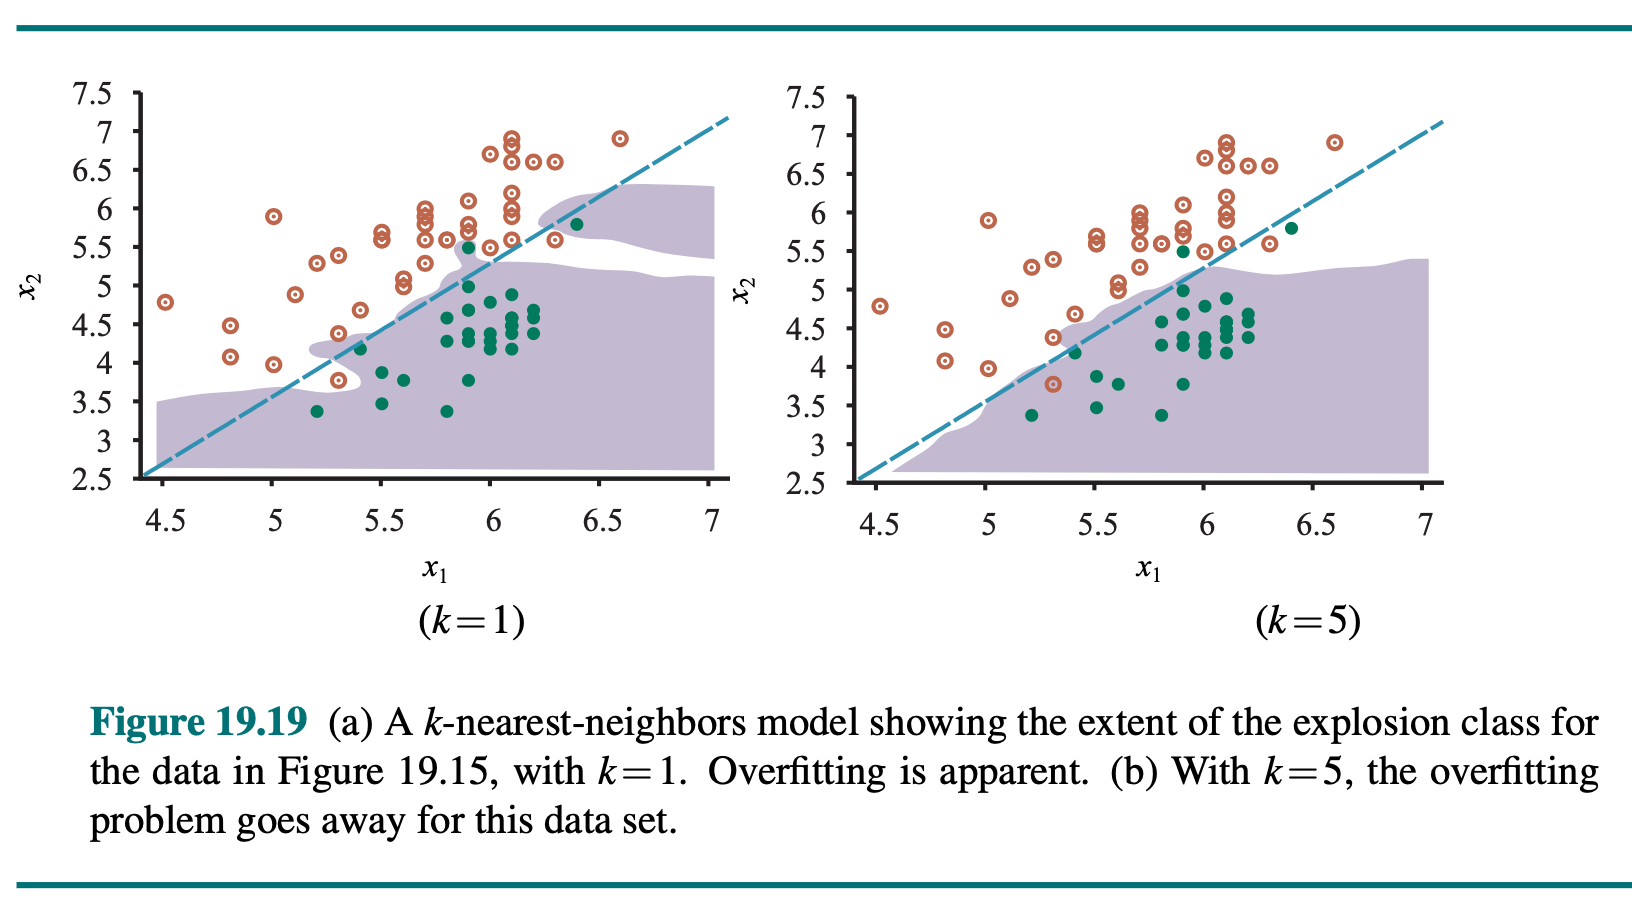 7.5
7
6.5
6
5.5
5
4.5
4
3.5
3
2.5
x2
4.5 5 5.5 6 6.5 7
x1
(k=1)
7.5
7
6.5
6
5.5
5
4.5
4
3.5
3
2.5
x2
4.5 5 5.5 6 6.5 7
x1
(k=5)
Figure 19.19 (a) A k-nearest-neighbors model showing the extent of the explosion class for
the data in Figure 19.15, with k=1. Overfitting is apparent. (b) With k=5, the overfitting
problem goes away for this data set.